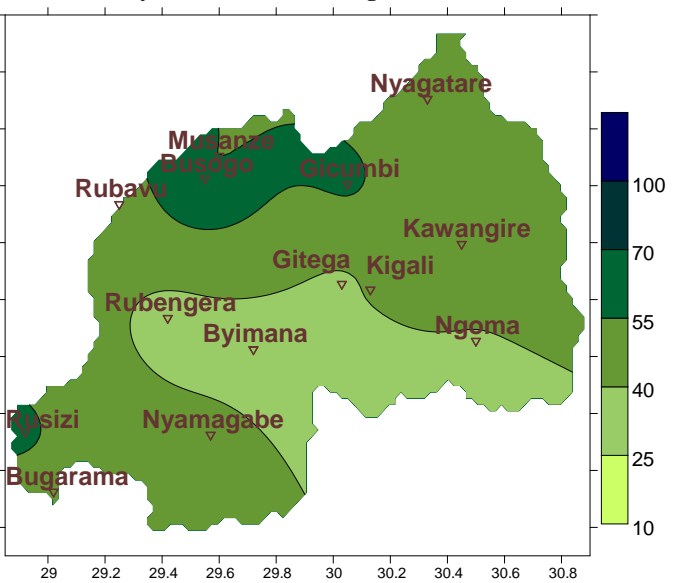 Nyagatare
Musanze
Busogo
Gicumbi
Rubavu
Kawangire
Gitega
Kigali
Rubengera
Ngoma
Byimana
Rusizi
Nyamagabe
Bugarama
100
70
55
40
25
10
29 29.2 29.4 29.6 29.8 30 30.2 30.4 30.6 30.8